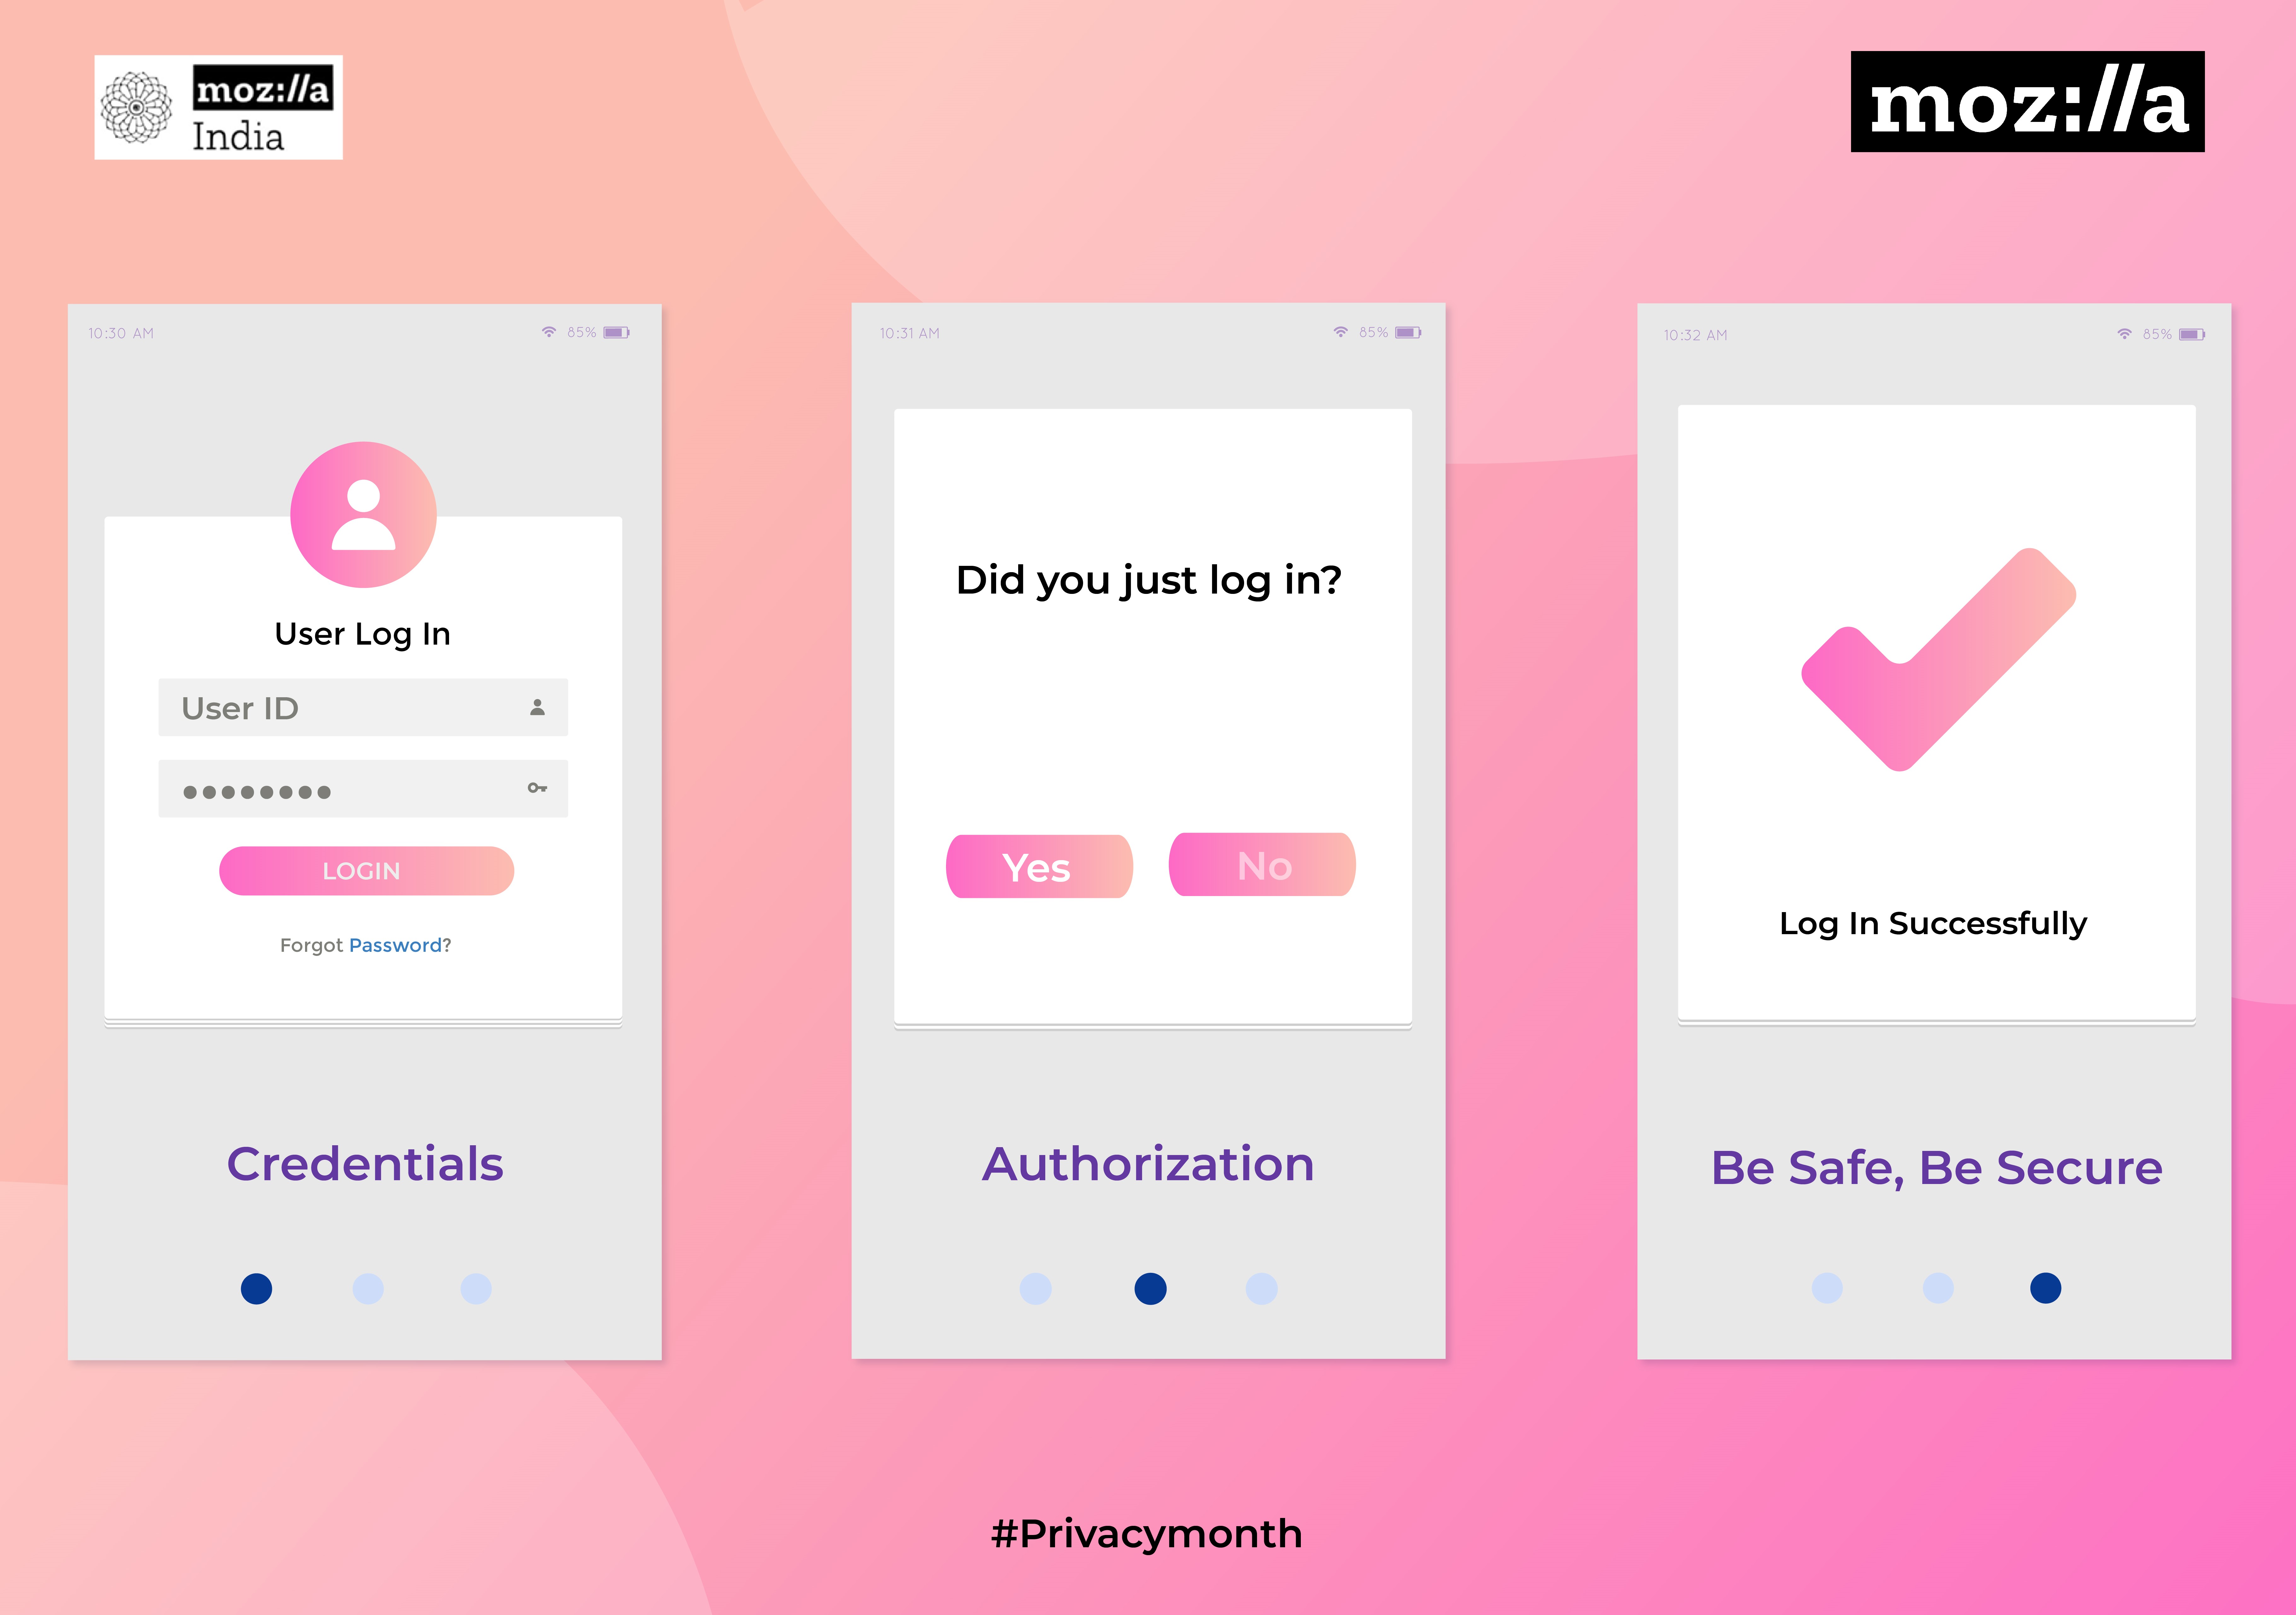 moz://a
India
moz://a
10:30 AM
85%
User Log In
User ID
LOGIN
Forgot Password?
Credentials
10:31 AM
85%
Did you just log in?
Yes
No
Authorization
10:32 AM
85%
Log In Successfully
Be Safe, Be Secure
#Privacymonth